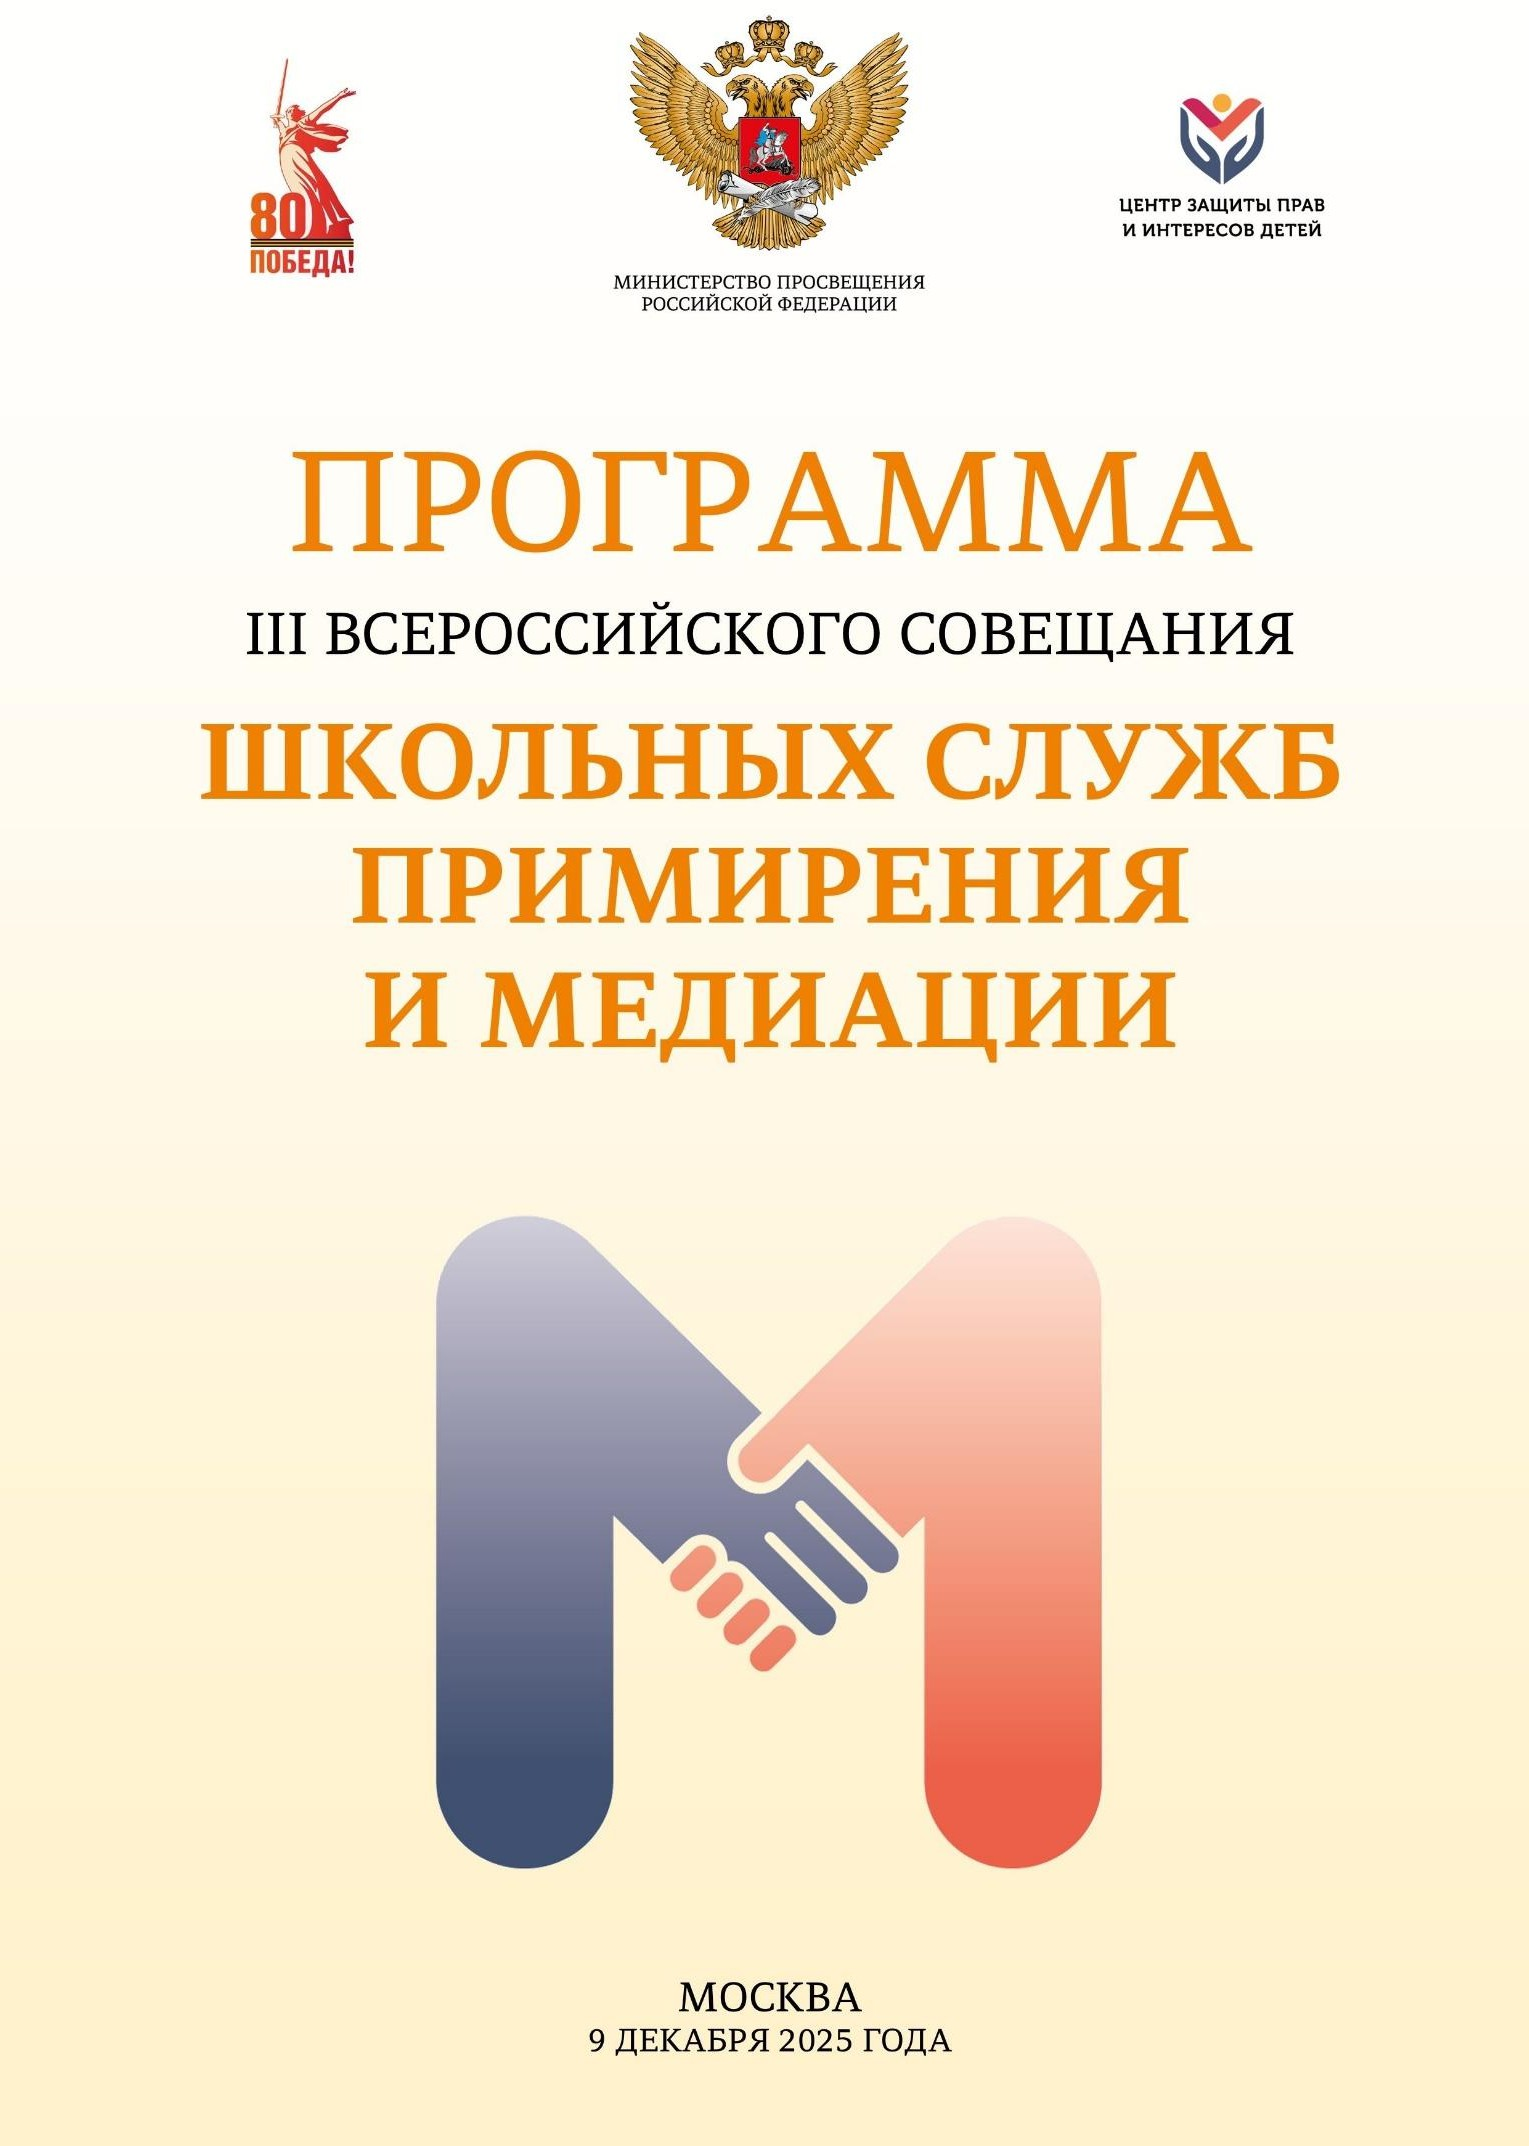 80
ПОБЕДА!
МИНИСТЕРСТВО ПРОСВЕЩЕНИЯ
РОССИЙСКОЙ ФЕДЕРАЦИИ
ЦЕНТР ЗАЩИТЫ ПРАВ
И ИНТЕРЕСОВ ДЕТЕЙ
ПРОГРАММА
III ВСЕРОССИЙСКОГО СОВЕЩАНИЯ
ШКОЛЬНЫХ СЛУЖБ
ПРИМИРЕНИЯ
И МЕДИАЦИИ
МОСКВА
9 ДЕКАБРЯ 2025 ГОДА